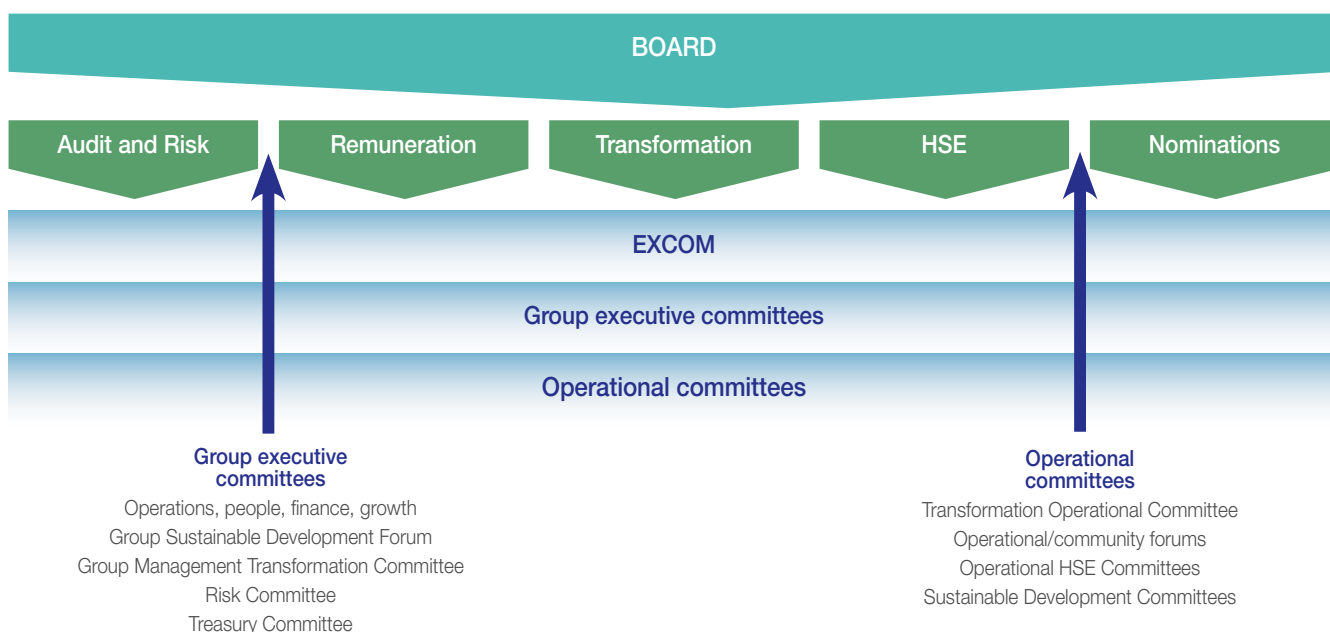 BOARD
Audit and Risk
Remuneration
Transformation
HSE
Nominations
EXCOM
Group executive committees
Operational committees
Group executive
committees
Operations, people, finance, growth
Group Sustainable Development Forum
Group Management Transformation Committee
Risk Committee
Treasury Committee
Operational
committees
Transformation Operational Committee
Operational/community forums
Operational HSE Committees
Sustainable Development Committees